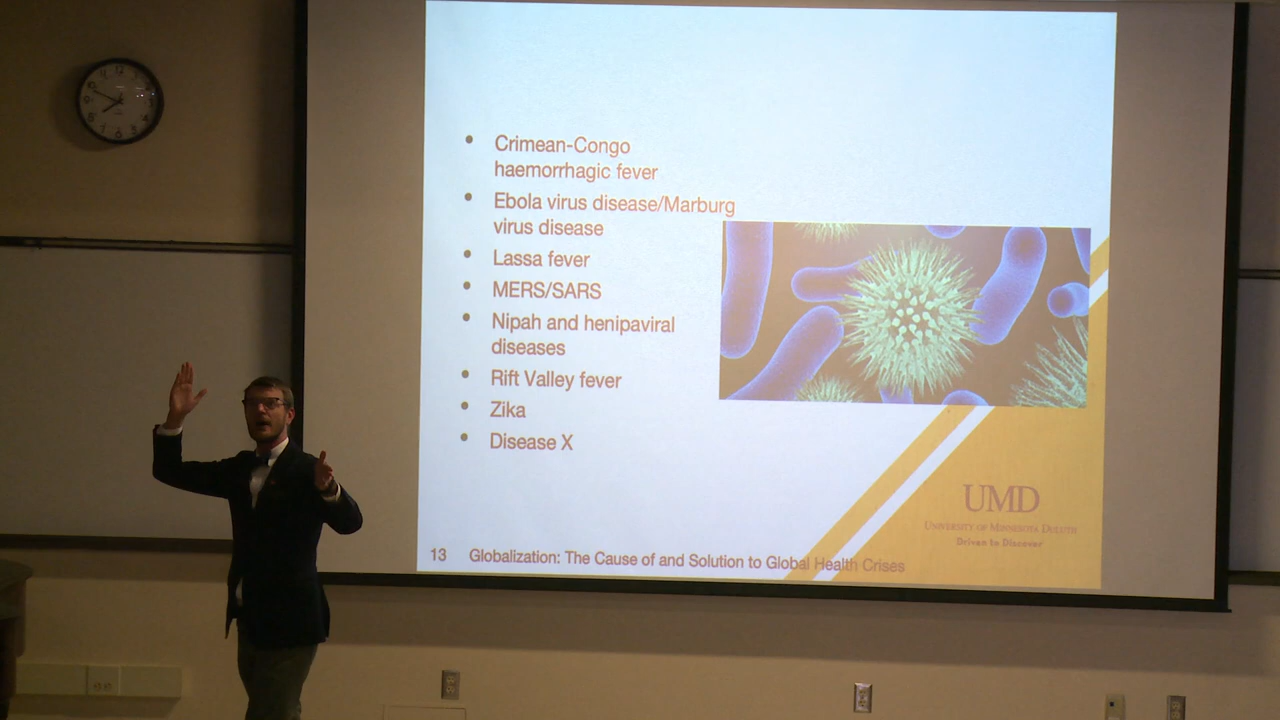 • Crimean-Congo
haemorrhagic fever
• Ebola virus disease/Marburg
virus disease
• Lassa fever
• MERS/SARS
• Nipah and henipaviral
diseases
• Rift Valley fever
• Zika
• Disease X
UMD
UNIVERSITY OF MINNESOTA DULUTH
Driven to Discover
13 Globalization: The Cause of and Solution to Global Health Crises